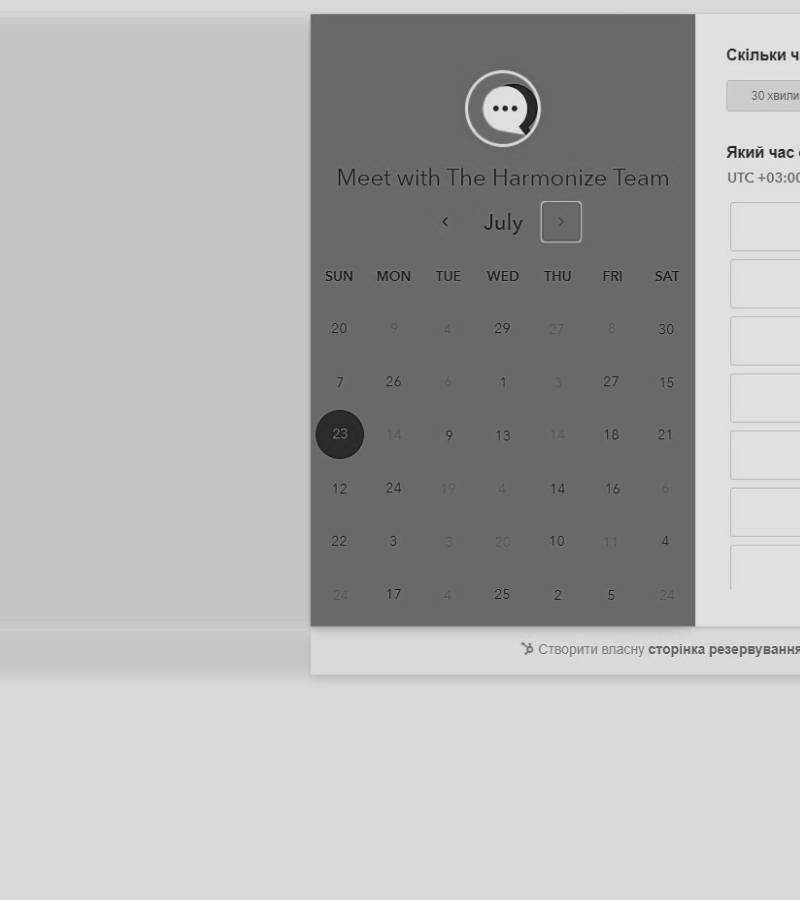 Meet with The Harmonize Team
July
SUN MON TUE WED THU FRI SAT
20 9 4 29 27 8 30
7 26 6 1 3 27 15
23 14 9 13 14 18 21
12 24 19 4 14 16 6
22 3 3 20 10 11 4
24 17 4 25 2 5 24
Скільки ч
30 хвили
Який час
UTC +03:00
Створити власну сторінка резервування